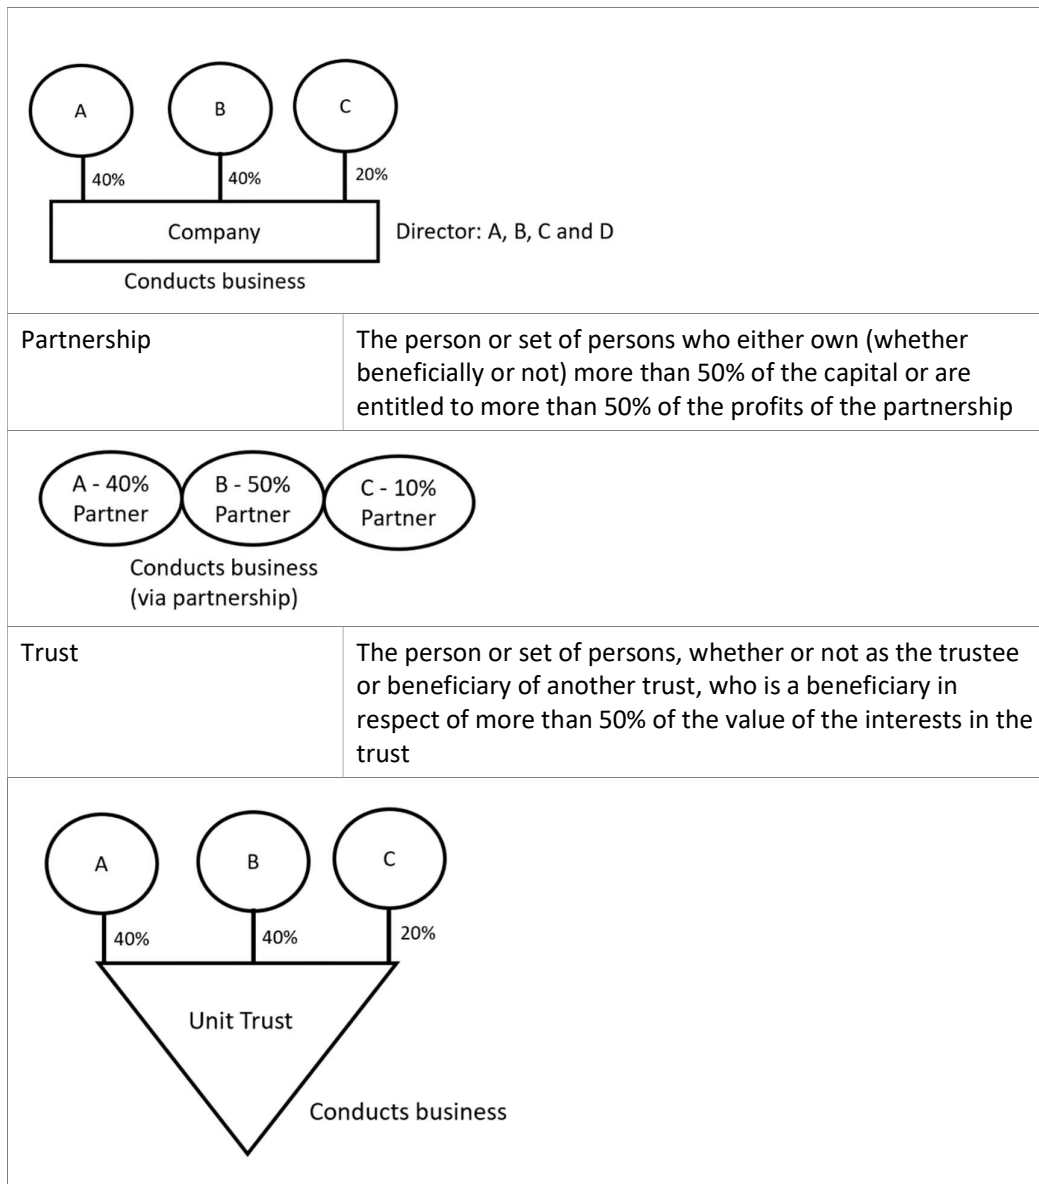 A
B
C
40%
40%
20%
Company
Director: A, B, C and D
Conducts business
Partnership
The person or set of persons who either own (whether
beneficially or not) more than 50% of the capital or are
entitled to more than 50% of the profits of the partnership
A - 40%
Partner
B - 50%
Partner
C - 10%
Partner
Conducts business
(via partnership)
Trust
The person or set of persons, whether or not as the trustee
or beneficiary of another trust, who is a beneficiary in
respect of more than 50% of the value of the interests in the
trust
A
B
C
40%
40%
20%
Unit Trust
Conducts business